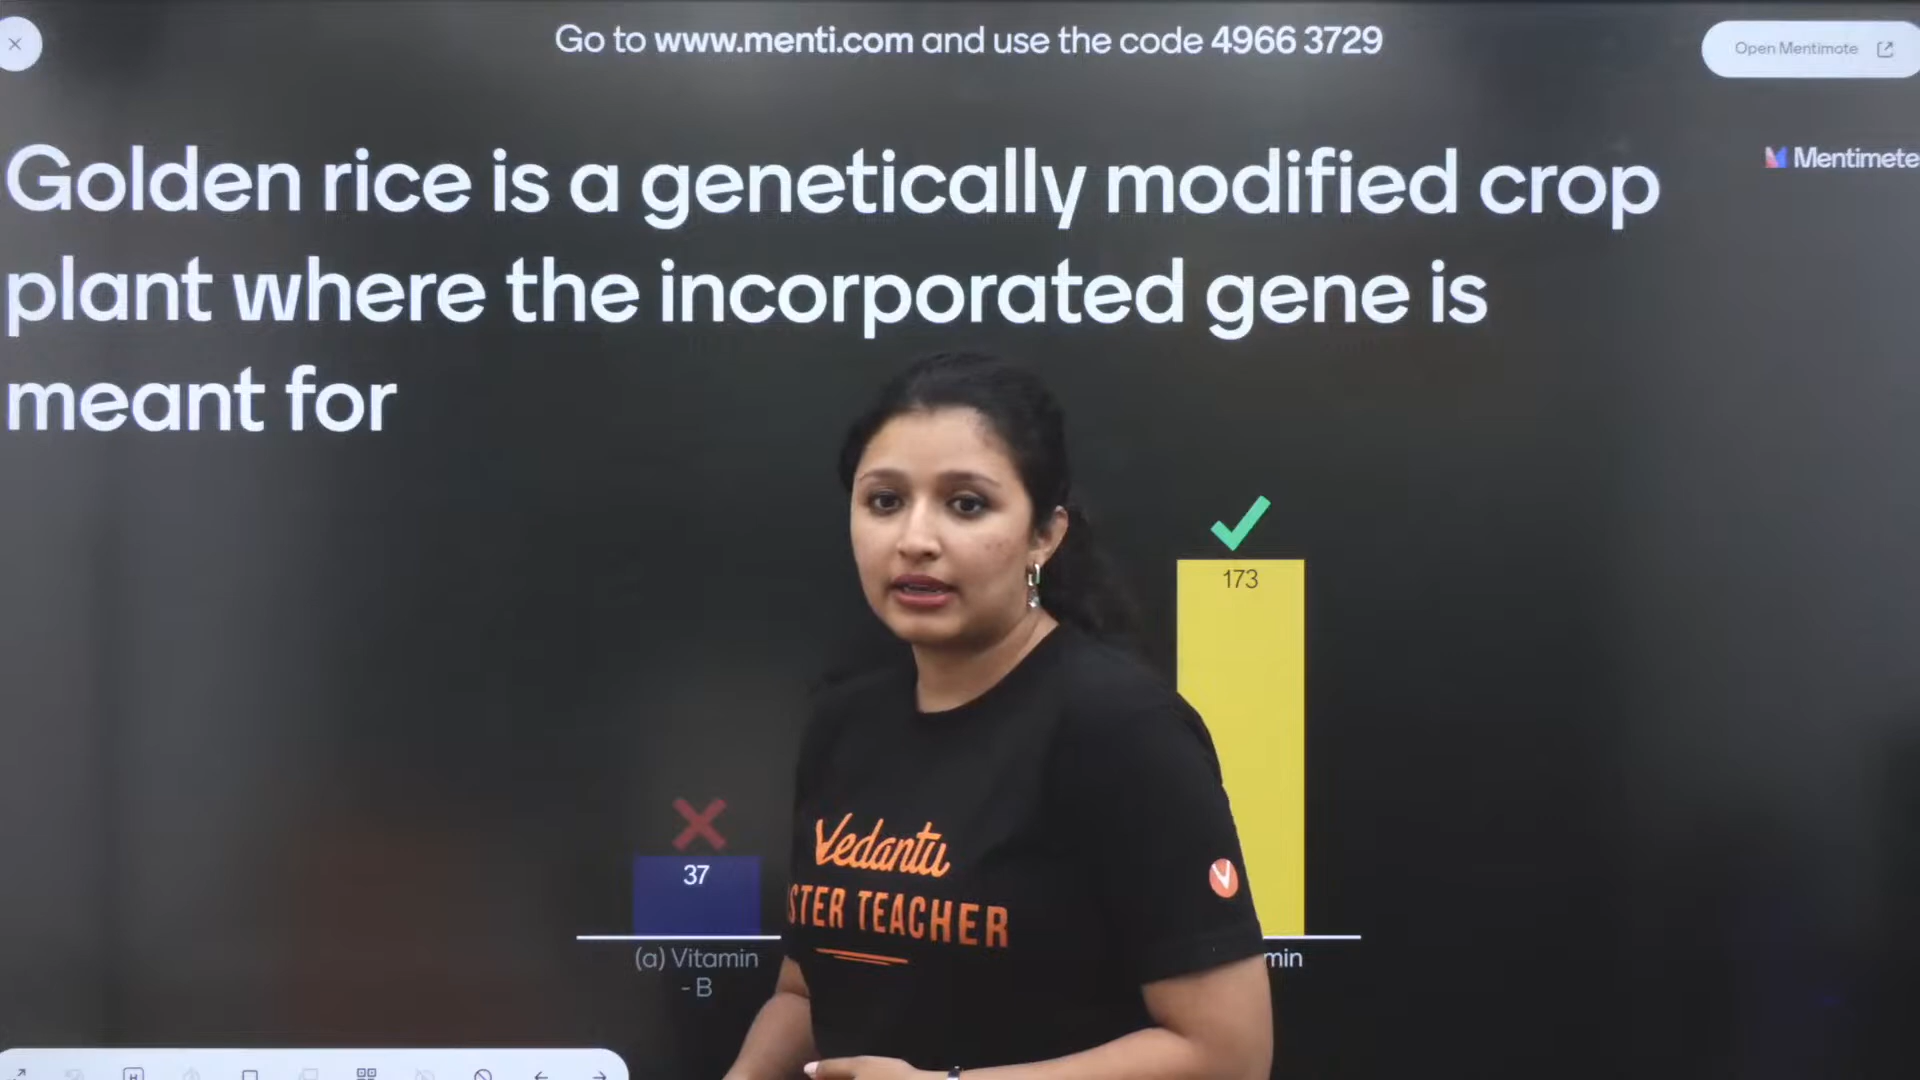 Go to www.menti.com and use the code 4966 3729
Open Mentimote
Mentimete
Golden rice is a genetically modified crop
plant where the incorporated gene is
meant for
173
37
(a) Vitamin
- B
min
Vedantu
STER TEACHER
V
H